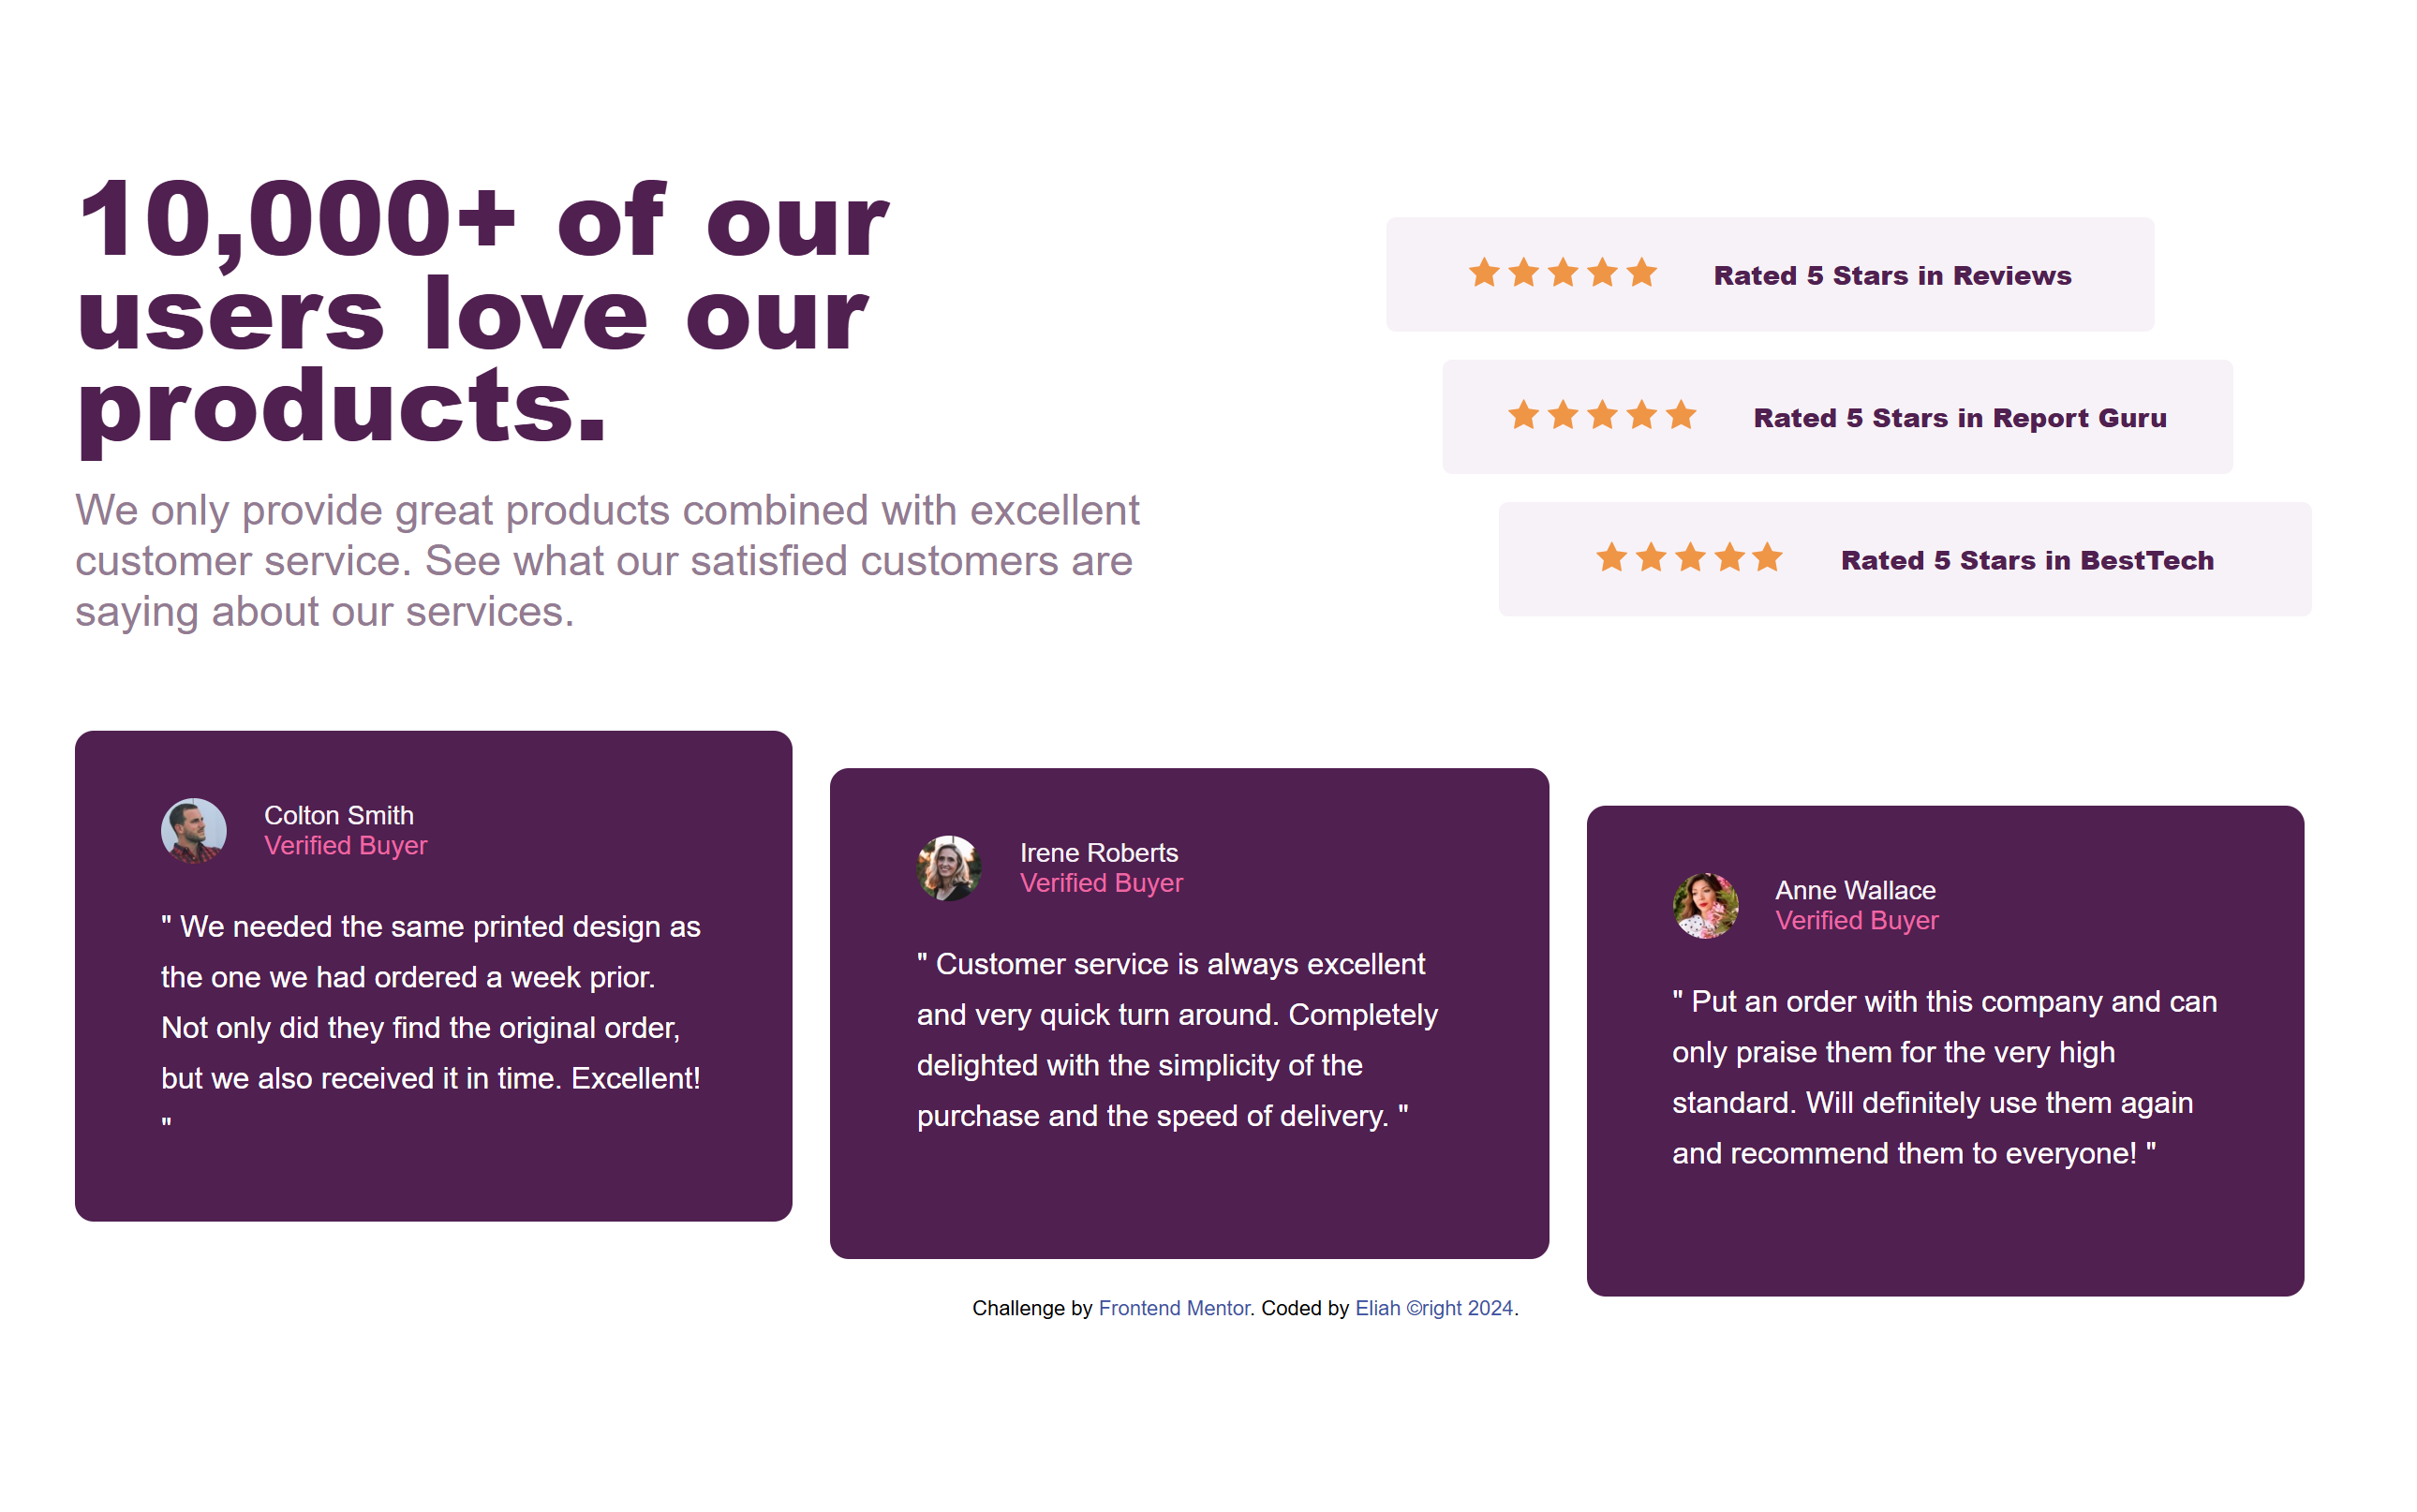 10,000+ of our
users love our
products.
We only provide great products combined with excellent
customer service. See what our satisfied customers are
saying about our services.
Rated 5 Stars in Reviews
Rated 5 Stars in Report Guru
Rated 5 Stars in BestTech
Colton Smith
Verified Buyer
" We needed the same printed design as
the one we had ordered a week prior.
Not only did they find the original order,
but we also received it in time. Excellent!
"
Irene Roberts
Verified Buyer
" Customer service is always excellent
and very quick turn around. Completely
delighted with the simplicity of the
purchase and the speed of delivery. "
Anne Wallace
Verified Buyer
" Put an order with this company and can
only praise them for the very high
standard. Will definitely use them again
and recommend them to everyone! "
Challenge by Frontend Mentor. Coded by Eliah ©right 2024.